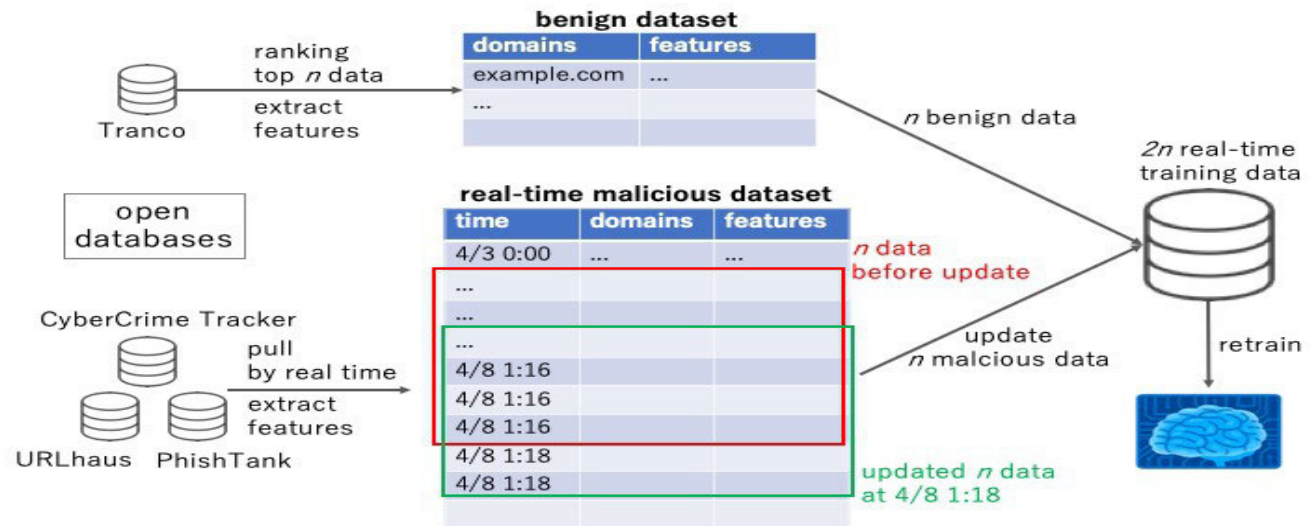 benign dataset
domains features
example.com ...
...
ranking
top n data
extract
features
Tranco
n benign data
2n real-time
training data
open
databases
real-time malicious dataset
time domains features
4/3 0:00 ... ...
...
...
...
4/8 1:16
4/8 1:16
4/8 1:16
4/8 1:18
4/8 1:18
n data
before update
CyberCrime Tracker
pull
by real time
extract
features
URLhaus PhishTank
update
n malcious data
retrain
updated n data
at 4/8 1:18